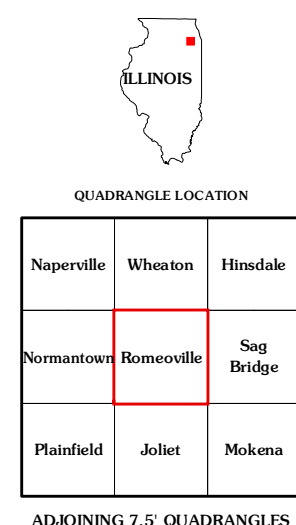 ILLINOIS
QUADRANGLE LOCATION
Naperville Wheaton Hinsdale
Normantown Romeoville Sag Bridge
Plainfield Joliet Mokena
ADJOINING 7.5' QUADRANGLES